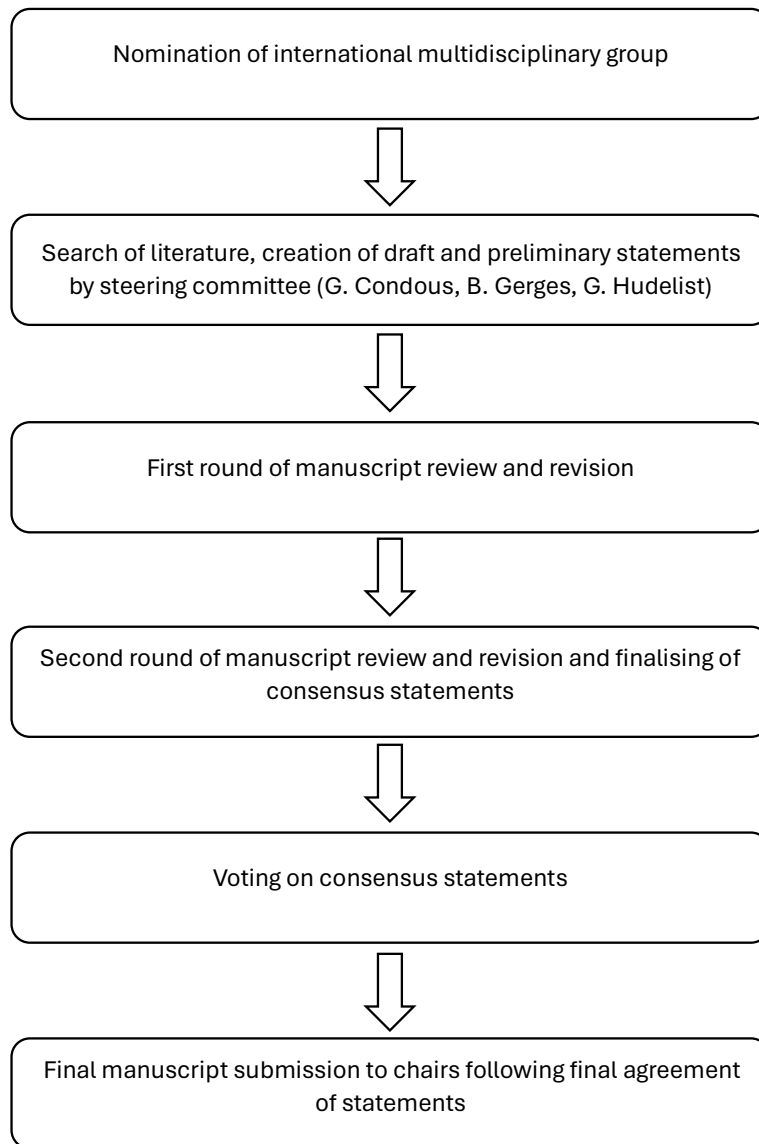 Nomination of international multidisciplinary group
Search of literature, creation of draft and preliminary statements
by steering committee (G. Condous, B. Gerges, G. Hudelist)
First round of manuscript review and revision
Second round of manuscript review and revision and finalising of
consensus statements
Voting on consensus statements
Final manuscript submission to chairs following final agreement
of statements